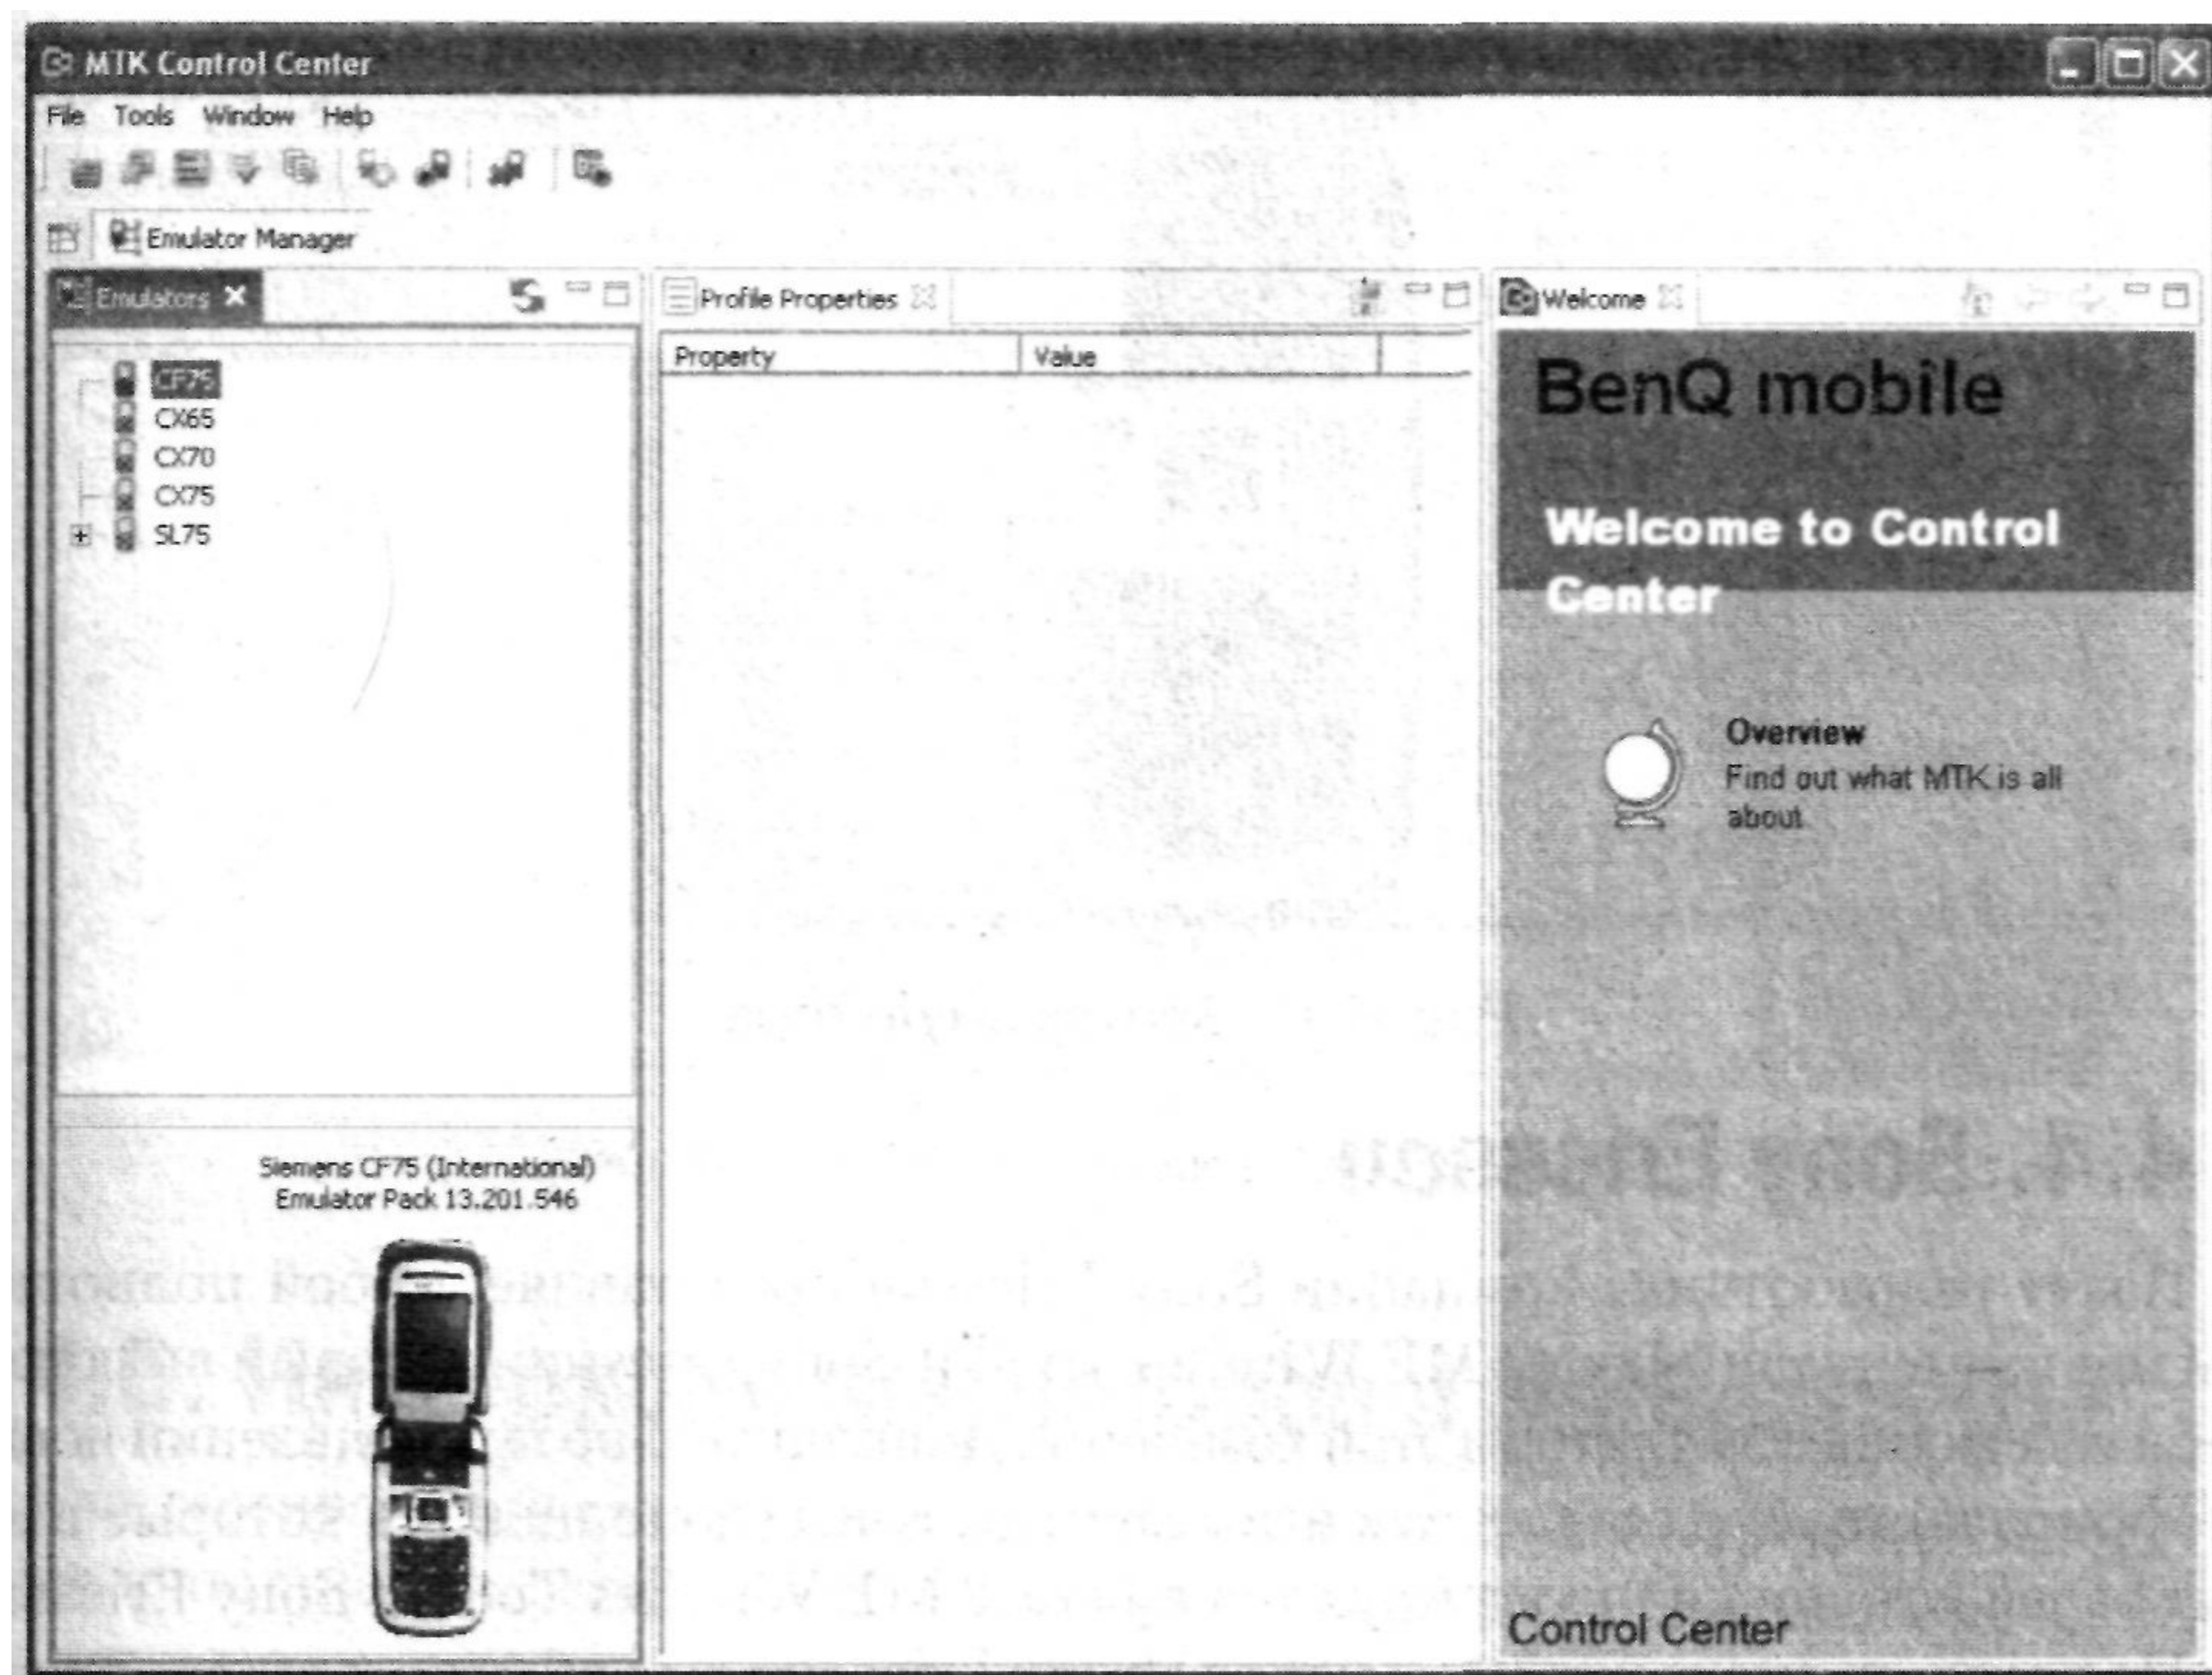 MTK Control Center
File Tools Window Help
Emulator Manager
Emulators
CF75
CX65
CX70
CX75
SL75
Siemens CF75 (International)
Emulator Pack 13.201.546
Profile Properties
Property Value
Welcome
BenQ mobile
Welcome to Control
Center
Overview
Find out what MTK is all
about
Control Center